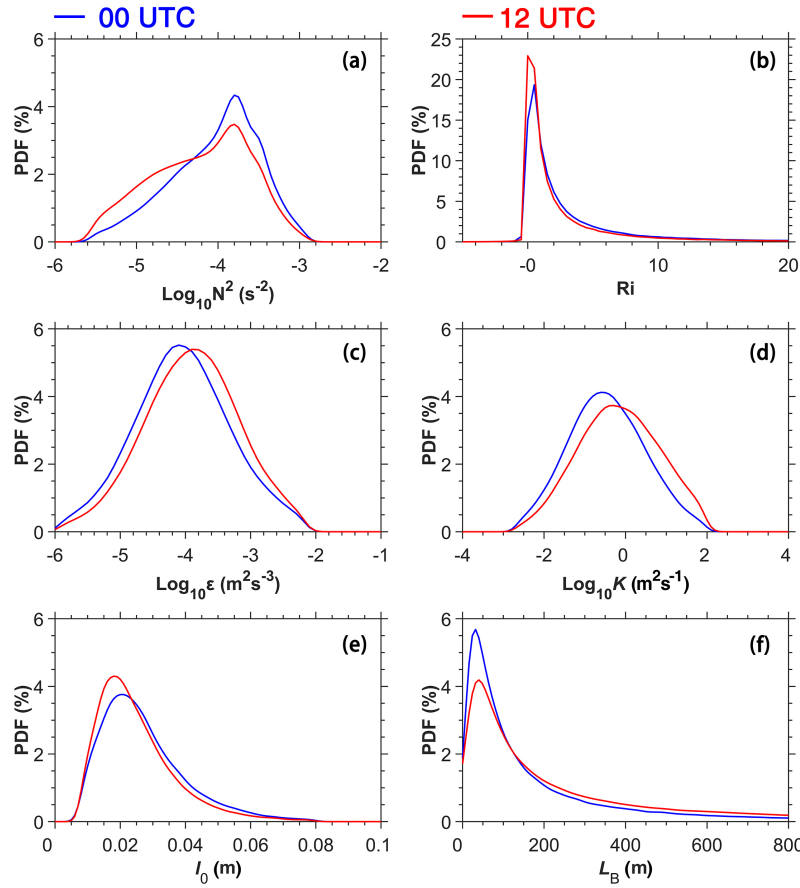 00 UTC 12 UTC
6
4
2
0
PDF (%)
(a)
-6 -5 -4 -3 -2
Log₁₀N² (s⁻²)
25
20
15
10
5
0
PDF (%)
(b)
-0 10 20
Ri
6
4
2
0
PDF (%)
(c)
-6 -5 -4 -3 -2 -1
Log₁₀ε (m²s⁻³)
6
4
2
0
PDF (%)
(d)
-4 -2 0 2 4
Log₁₀K (m²s⁻¹)
6
4
2
0
PDF (%)
(e)
0 0.02 0.04 0.06 0.08 0.1
l₀ (m)
6
4
2
0
PDF (%)
(f)
0 200 400 600 800
L_B (m)